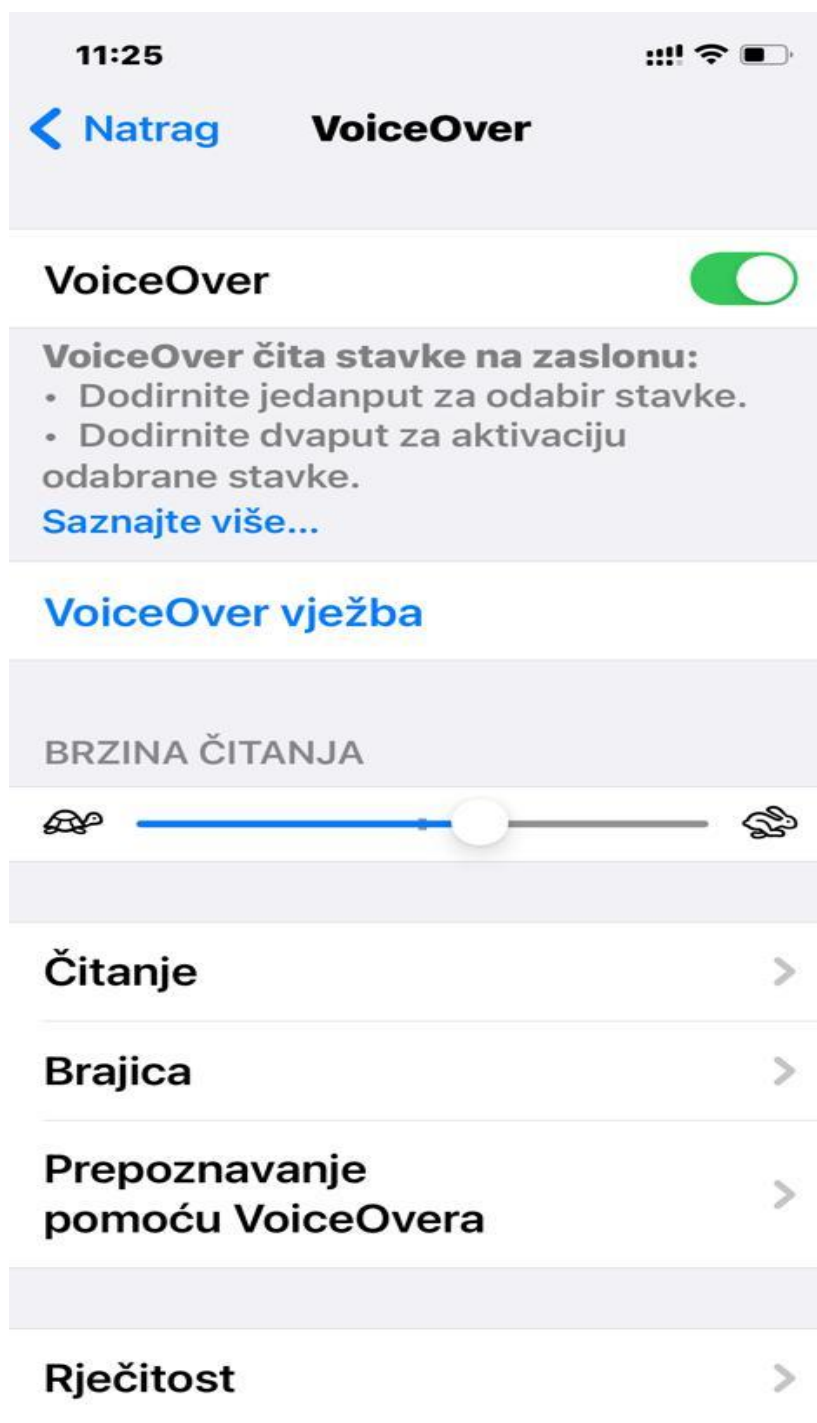 11:25
Natrag VoiceOver
VoiceOver
VoiceOver čita stavke na zaslonu:
• Dodirnite jedanput za odabir stavke.
• Dodirnite dvaput za aktivaciju
odabrane stavke.
Saznajte više...
VoiceOver vježba
BRZINA ČITANJA
Čitanje
Brajica
Prepoznavanje
pomoću VoiceOvera
Rječitost